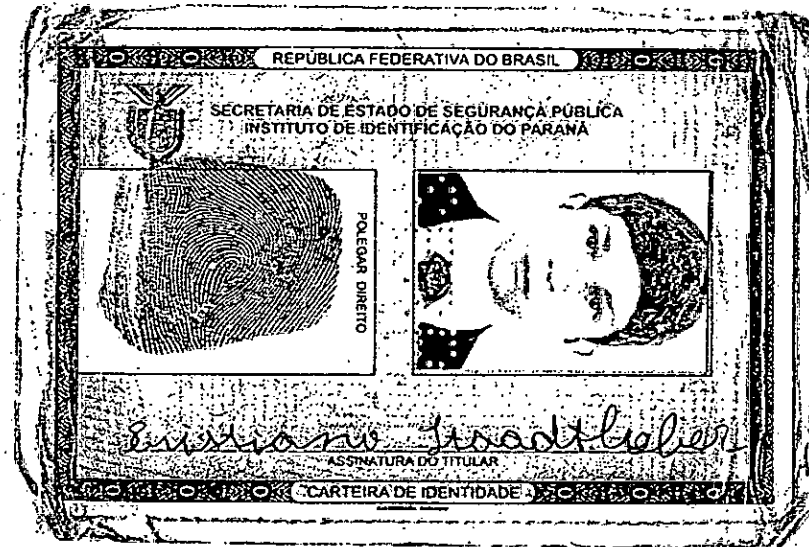 REPÚBLICA FEDERATIVA DO BRASIL
SECRETARIA DE ESTADO DE SEGURANÇA PÚBLICA
INSTITUTO DE IDENTIFICAÇÃO DO PARANÁ
POLEGAR DIREITO
ASSINATURA DO TITULAR
CARTEIRA DE IDENTIDADE